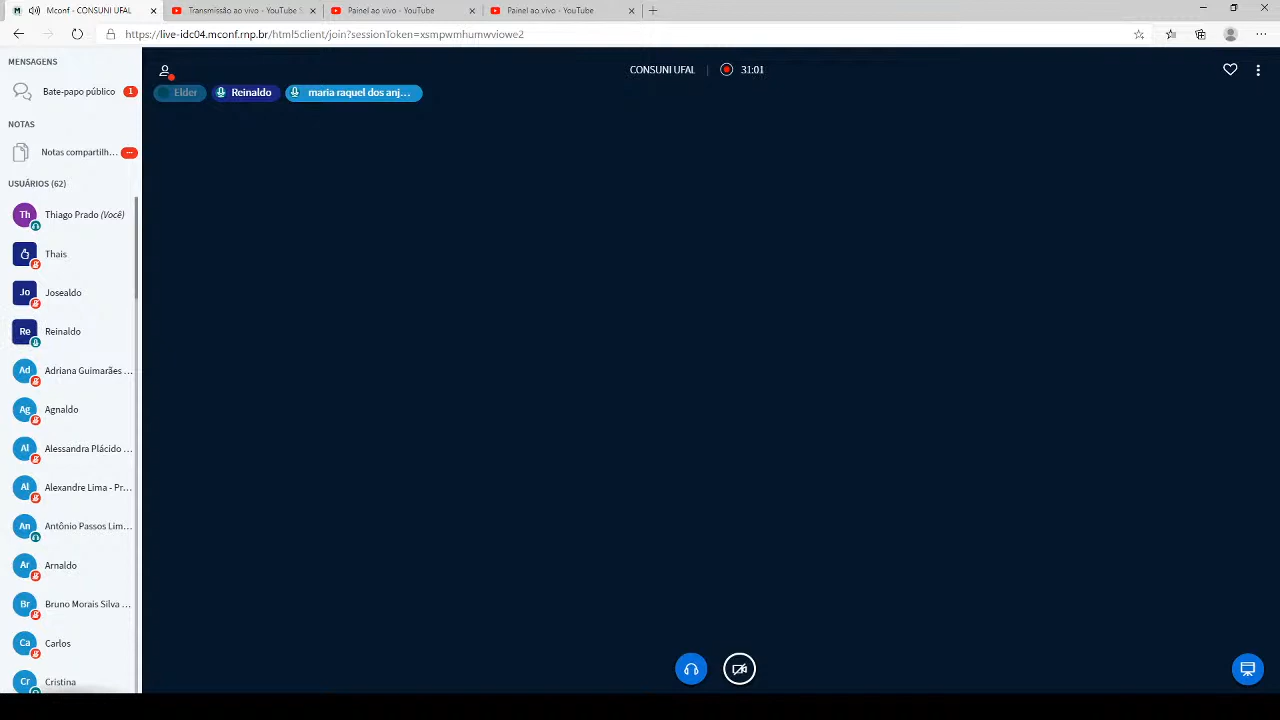 Mconf - CONSUNI UFAL
Transmissão ao vivo - YouTube S
Painel ao vivo - YouTube
Painel ao vivo - YouTube
https://live-idc04.mconf.rnp.br/html5client/join?sessionToken=xsmpwmhumwviowe2
MENSAGENS
Bate-papo público 1
NOTAS
Notas compartilh...
USUÁRIOS (62)
Th Thiago Prado (Você)
Thais
Jo Josealdo
Re Reinaldo
Ad Adriana Guimarães ...
Ag Agnaldo
Al Alessandra Plácido ...
Al Alexandre Lima - Pr...
An Antônio Passos Lim...
Ar Arnaldo
Br Bruno Morais Silva ...
Ca Carlos
Cr Cristina
CONSUNI UFAL | 31:01
Elder Reinaldo maria raquel dos anj...